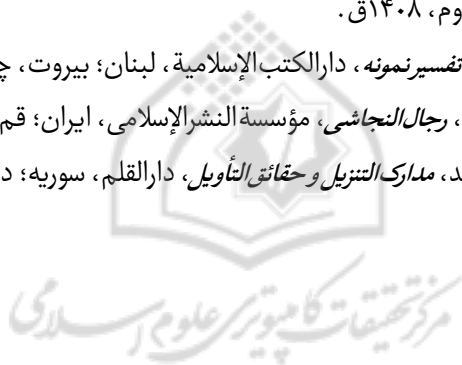 وم، ۱۴۰۸ق.
تفسیر نمونه، دارالکتب الإسلامیة، لبنان؛ بیروت، چ
، رجال النجاشی، مؤسسة النشر الإسلامی، ایران؛ قم
د، مدارک التنزیل و حقائق التأویل، دارالقلم، سوریه؛ د
مرکز تحقیقات کامپیوتری علوم اسلامی